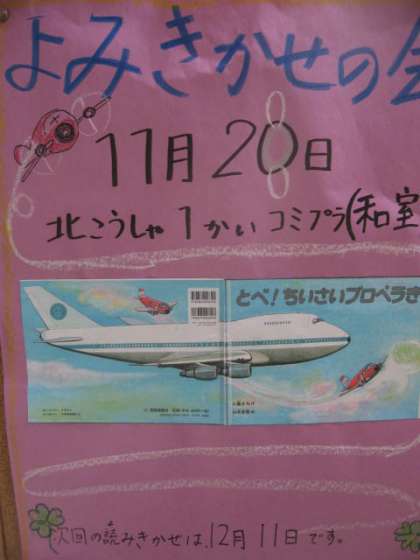 よみきかせの会
11月20日
北こうしゃ1かい コミプラ(和室
とべ!ちいさいプロペラき
次回の読みきかせは、12月11日です。